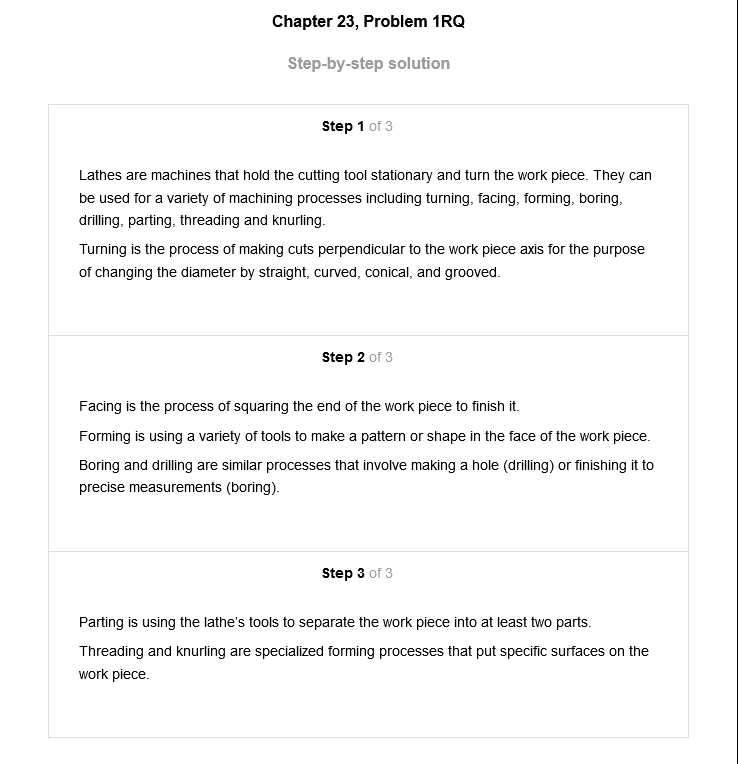 Chapter 23, Problem 1RQ
Step-by-step solution
Step 1 of 3
Lathes are machines that hold the cutting tool stationary and turn the work piece. They can
be used for a variety of machining processes including turning, facing, forming, boring,
drilling, parting, threading and knurling.
Turning is the process of making cuts perpendicular to the work piece axis for the purpose
of changing the diameter by straight, curved, conical, and grooved.
Step 2 of 3
Facing is the process of squaring the end of the work piece to finish it.
Forming is using a variety of tools to make a pattern or shape in the face of the work piece.
Boring and drilling are similar processes that involve making a hole (drilling) or finishing it to
precise measurements (boring).
Step 3 of 3
Parting is using the lathe's tools to separate the work piece into at least two parts.
Threading and knurling are specialized forming processes that put specific surfaces on the
work piece.